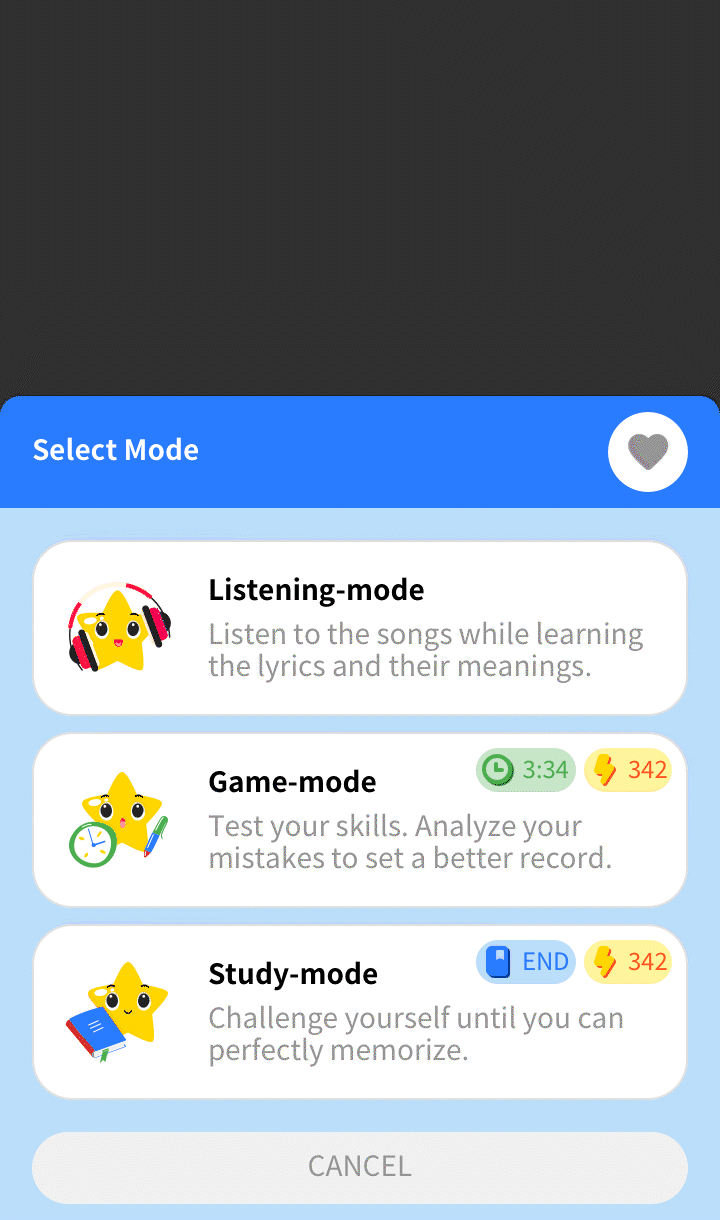 Select Mode
Listening-mode
Listen to the songs while learning
the lyrics and their meanings.
3:34 342
Game-mode
Test your skills. Analyze your
mistakes to set a better record.
END 342
Study-mode
Challenge yourself until you can
perfectly memorize.
CANCEL